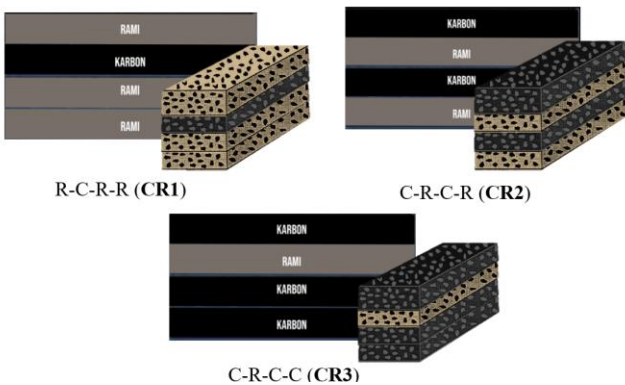 RAMI
KARBON
RAMI
RAMI
R-C-R-R (CR1)
KARBON
RAMI
KARBON
RAMI
C-R-C-R (CR2)
KARBON
RAMI
KARBON
KARBON
C-R-C-C (CR3)